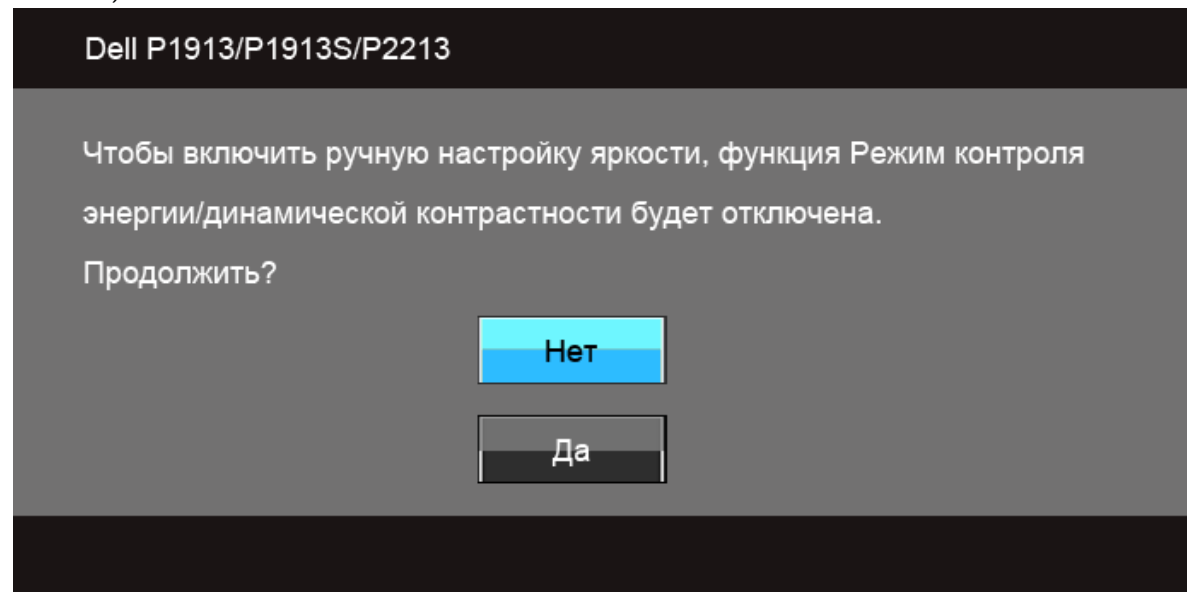 Dell P1913/P1913S/P2213
Чтобы включить ручную настройку яркости, функция Режим контроля
энергии/динамической контрастности будет отключена.
Продолжить?
Нет
Да